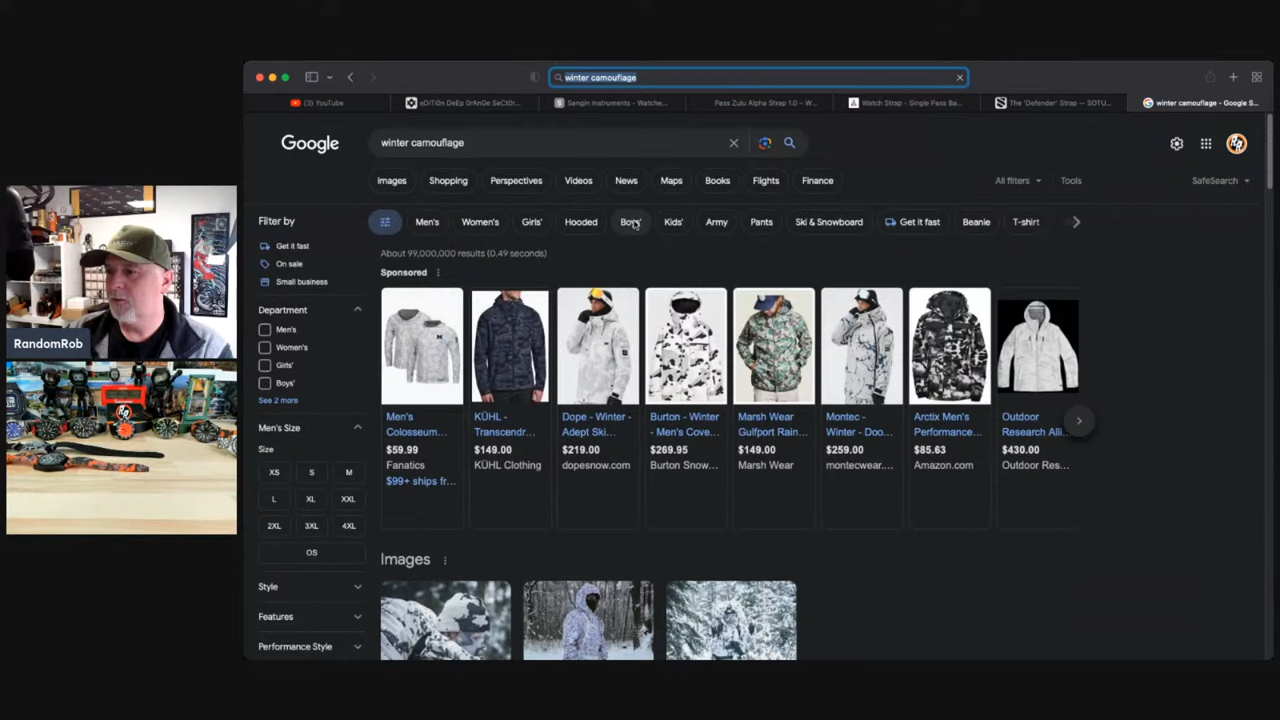 winter camouflage
(3) YouTube
eDiTi0n DeEp 0rAnGe SeCt0r...
Sangin Instruments - Watche...
Pass Zulu Alpha Strap 1.0 – W...
Watch Strap - Single Pass Ba...
The 'Defender' Strap — SOTU...
winter camouflage - Google S...
Google
winter camouflage
Images
Shopping
Perspectives
Videos
News
Maps
Books
Flights
Finance
All filters
Tools
SafeSearch
Filter by
Get it fast
On sale
Small business
Department
Men's
Women's
Girls'
Boys'
See 2 more
Men's Size
Size
XS
S
M
L
XL
XXL
2XL
3XL
4XL
OS
Style
Features
Performance Style
Men's
Women's
Girls'
Hooded
Boys'
Kids'
Army
Pants
Ski & Snowboard
Get it fast
Beanie
T-shirt
About 99,000,000 results (0.49 seconds)
Sponsored
Men's
Colosseum...
$59.99
Fanatics
$99+ ships fr...
KÜHL -
Transcendr...
$149.00
KÜHL Clothing
Dope - Winter -
Adept Ski...
$219.00
dopesnow.com
Burton - Winter
- Men's Cove...
$269.95
Burton Snow...
Marsh Wear
Gulfport Rain...
$149.00
Marsh Wear
Montec -
Winter - Doo...
$259.00
montecwear....
Arctix Men's
Performance...
$85.63
Amazon.com
Outdoor
Research Alli...
$430.00
Outdoor Res...
Images
RandomRob